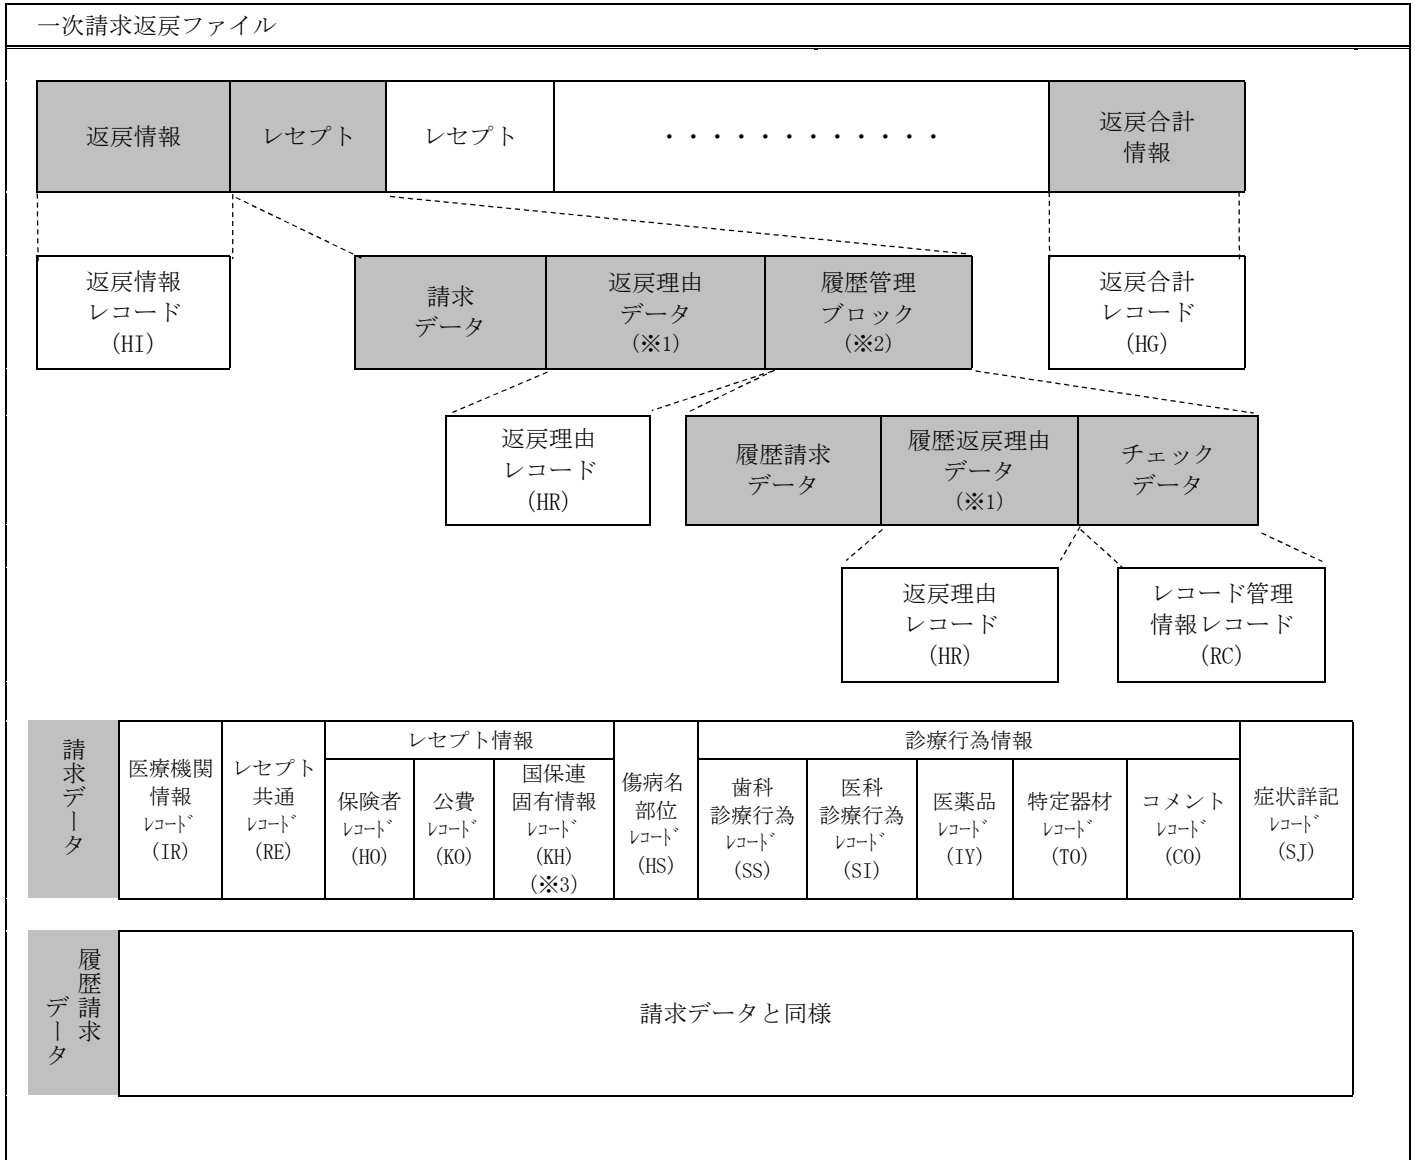 一次請求返戻ファイル
返戻情報
レセプト
レセプト
・・・・・・・・・・・・
返戻合計
情報
返戻情報
レコード
(HI)
請求
データ
返戻理由
データ
(※1)
履歴管理
ブロック
(※2)
返戻合計
レコード
(HG)
返戻理由
レコード
(HR)
履歴請求
データ
履歴返戻理由
データ
(※1)
チェック
データ
返戻理由
レコード
(HR)
レコード管理
情報レコード
(RC)
請求データ
医療機関
情報
ﾚｺｰﾄﾞ
(IR)
レセプト
共通
ﾚｺｰﾄﾞ
(RE)
レセプト情報
保険者
ﾚｺｰﾄﾞ
(HO)
公費
ﾚｺｰﾄﾞ
(KO)
国保連
固有情報
ﾚｺｰﾄﾞ
(KH)
(※3)
傷病名
部位
ﾚｺｰﾄﾞ
(HS)
診療行為情報
歯科
診療行為
ﾚｺｰﾄﾞ
(SS)
医科
診療行為
ﾚｺｰﾄﾞ
(SI)
医薬品
ﾚｺｰﾄﾞ
(IY)
特定器材
ﾚｺｰﾄﾞ
(TO)
コメント
ﾚｺｰﾄﾞ
(CO)
症状詳記
ﾚｺｰﾄﾞ
(SJ)
履歴請求
データ
請求データと同様